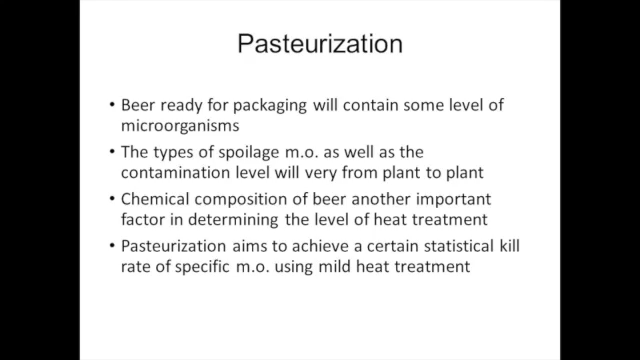 Pasteurization
• Beer ready for packaging will contain some level of
microorganisms
• The types of spoilage m.o. as well as the
contamination level will very from plant to plant
• Chemical composition of beer another important
factor in determining the level of heat treatment
• Pasteurization aims to achieve a certain statistical kill
rate of specific m.o. using mild heat treatment